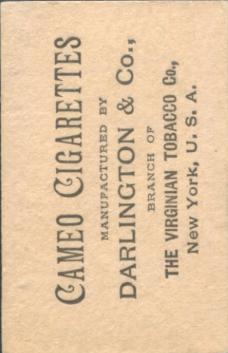 CAMEO CIGARETTES
MANUFACTURED BY
DARLINGTON & Co.,
BRANCH OF
THE VIRGINIAN TOBACCO Co.,
New York, U. S. A.